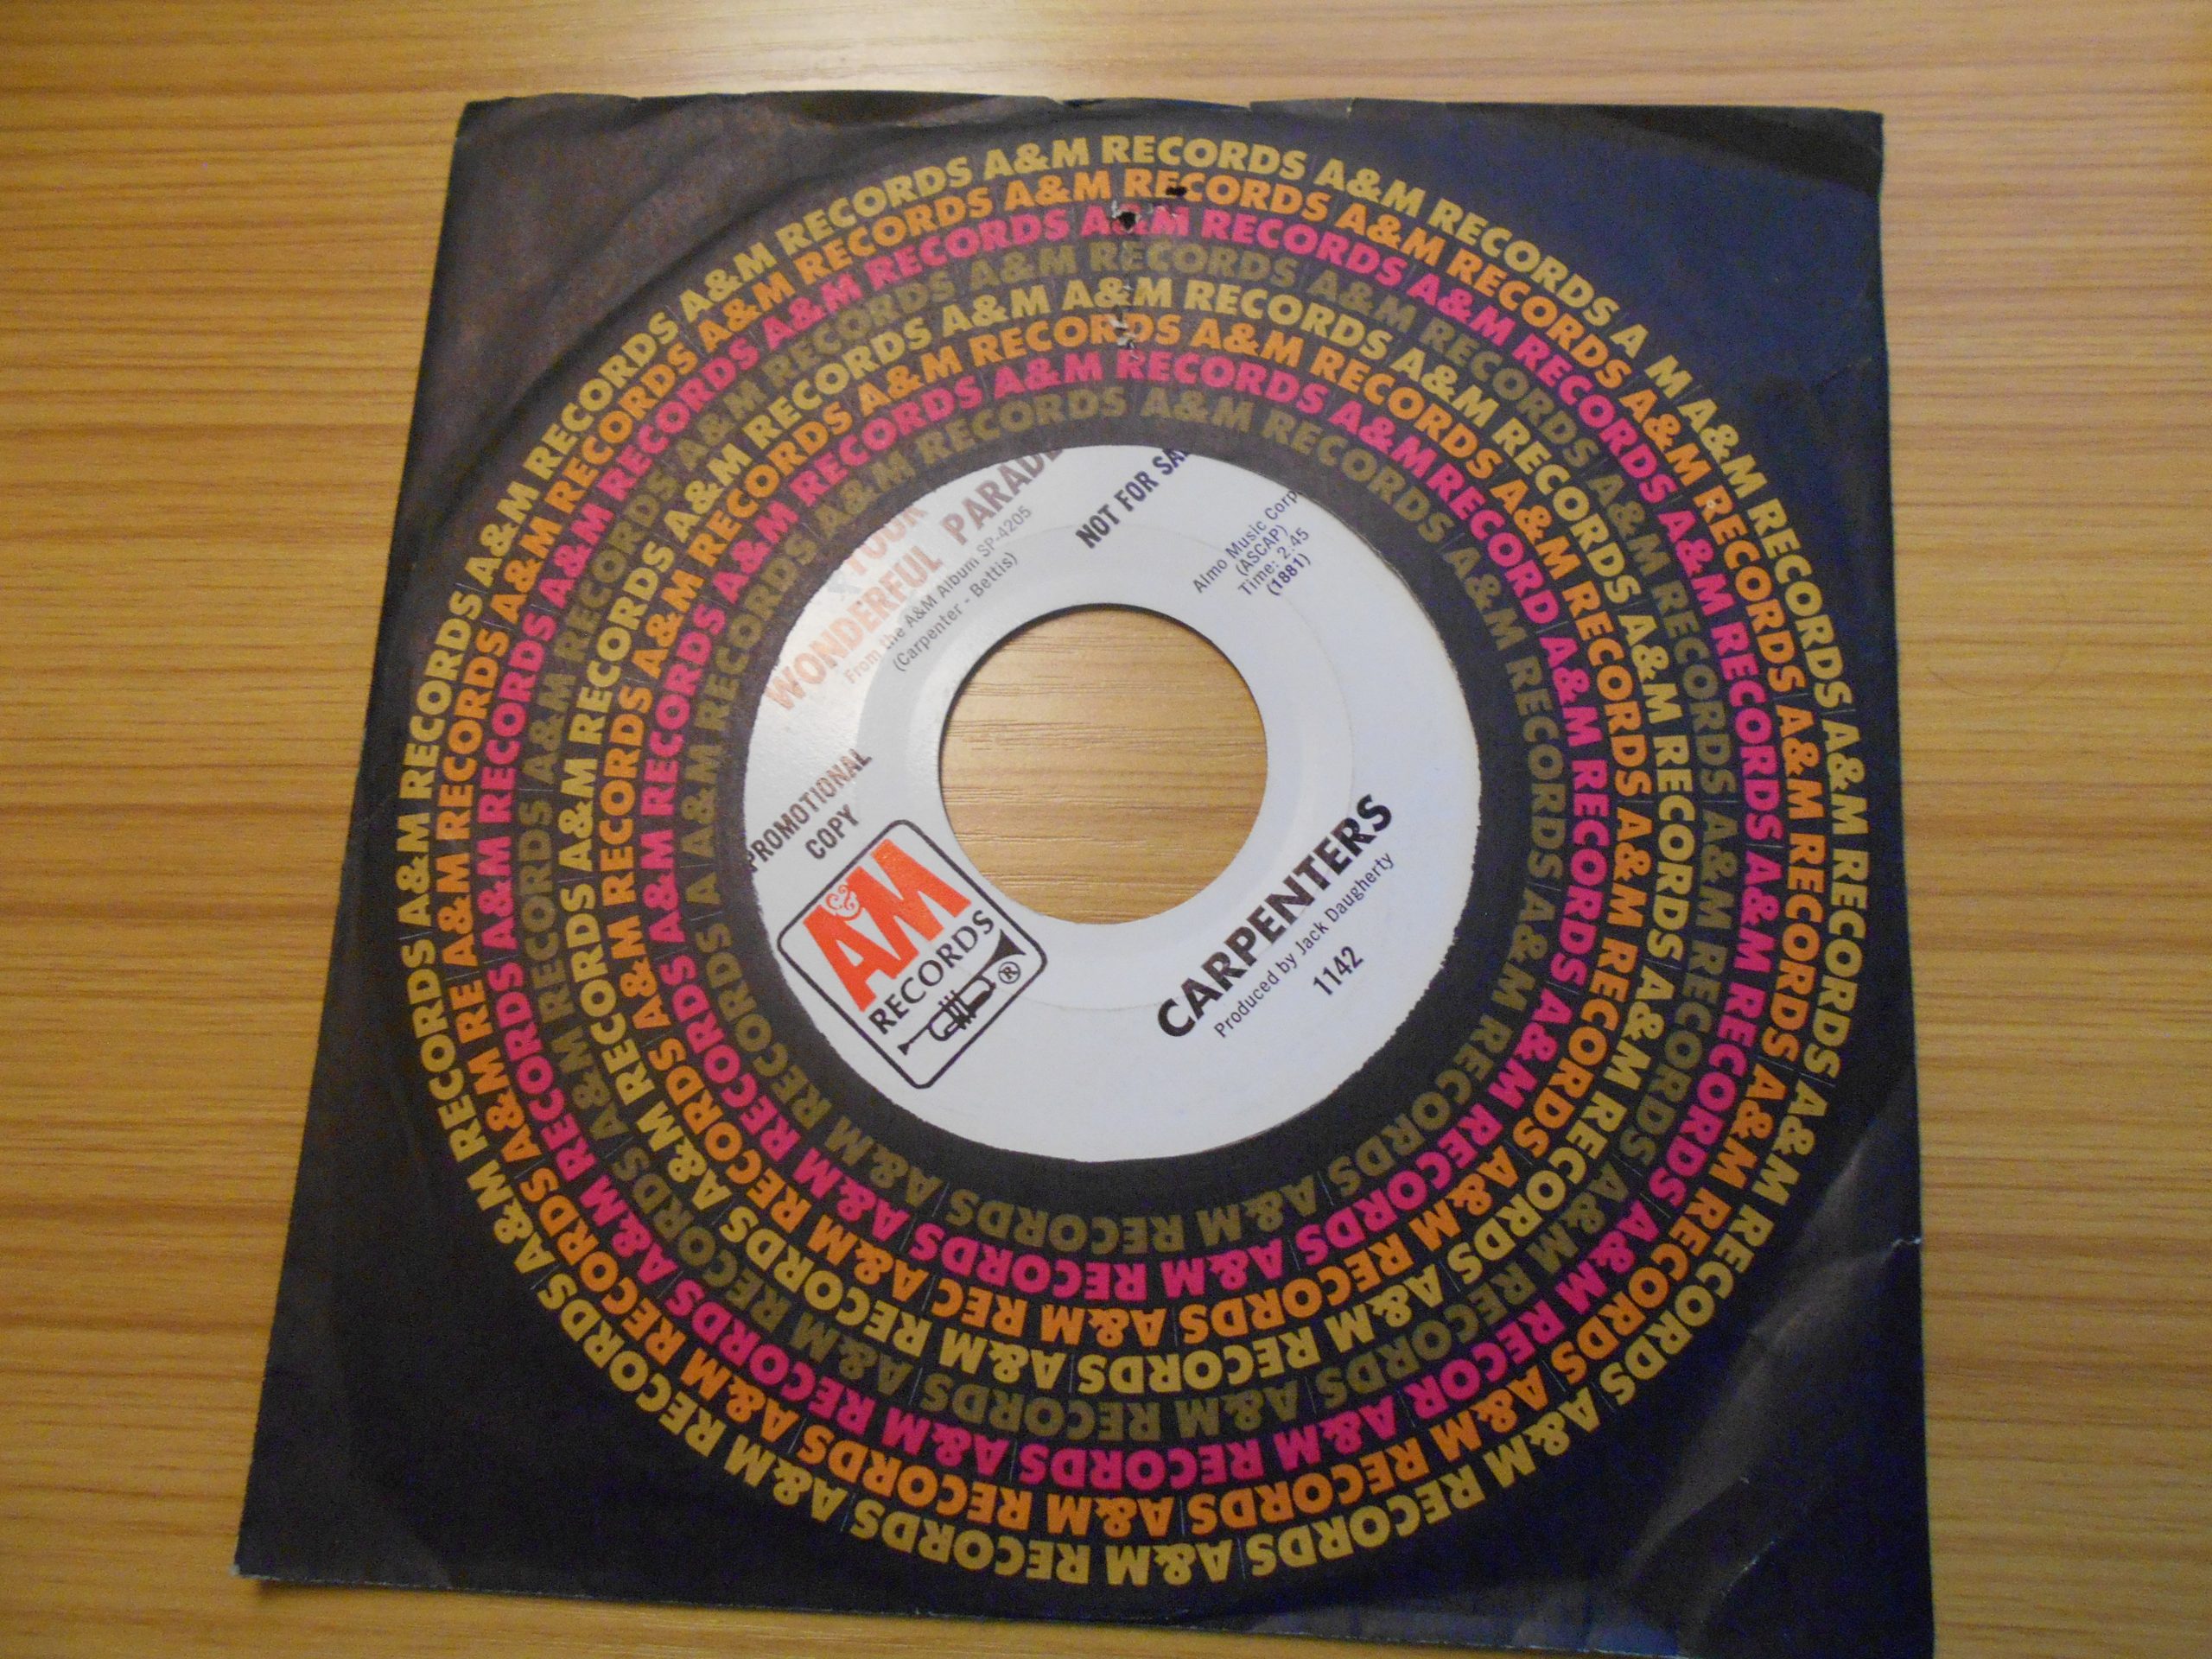 A&M RECORDS A&M RECORDS A&M RECORDS A&M RECORDS
YOUR
WONDERFUL PARADE
From the A&M Album SP-4205
(Carpenter - Bettis)
NOT FOR SA
Almo Music Corp
(ASCAP)
Time: 2:45
(1881)
PROMOTIONAL
COPY
A&M
RECORDS
®
CARPENTERS
Produced by Jack Daugherty
1142